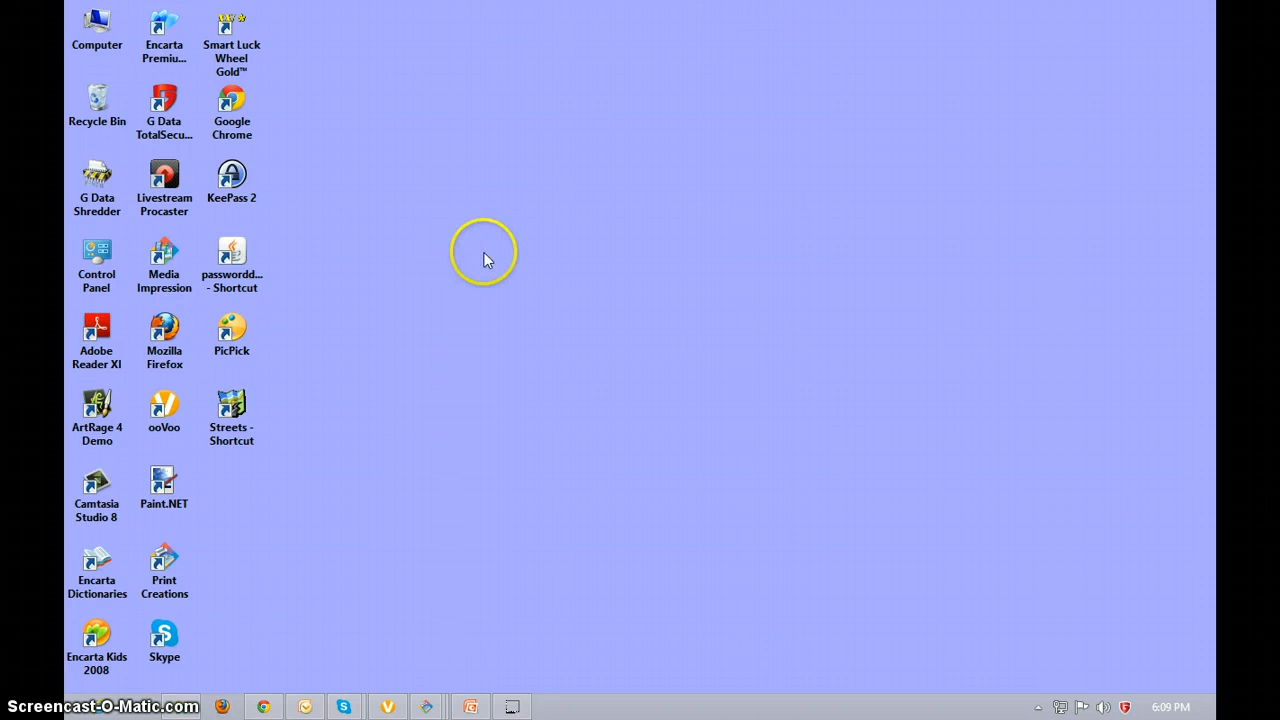 Computer
Encarta
Premiu...
Smart Luck
Wheel
Gold™
Recycle Bin
G Data
TotalSecu...
Google
Chrome
G Data
Shredder
Livestream
Procaster
KeePass 2
Control
Panel
Media
Impression
passwordd...
- Shortcut
Adobe
Reader XI
Mozilla
Firefox
PicPick
ArtRage 4
Demo
ooVoo
Streets -
Shortcut
Camtasia
Studio 8
Paint.NET
Encarta
Dictionaries
Print
Creations
Encarta Kids
2008
Skype
Screencast-O-Matic.com
6:09 PM